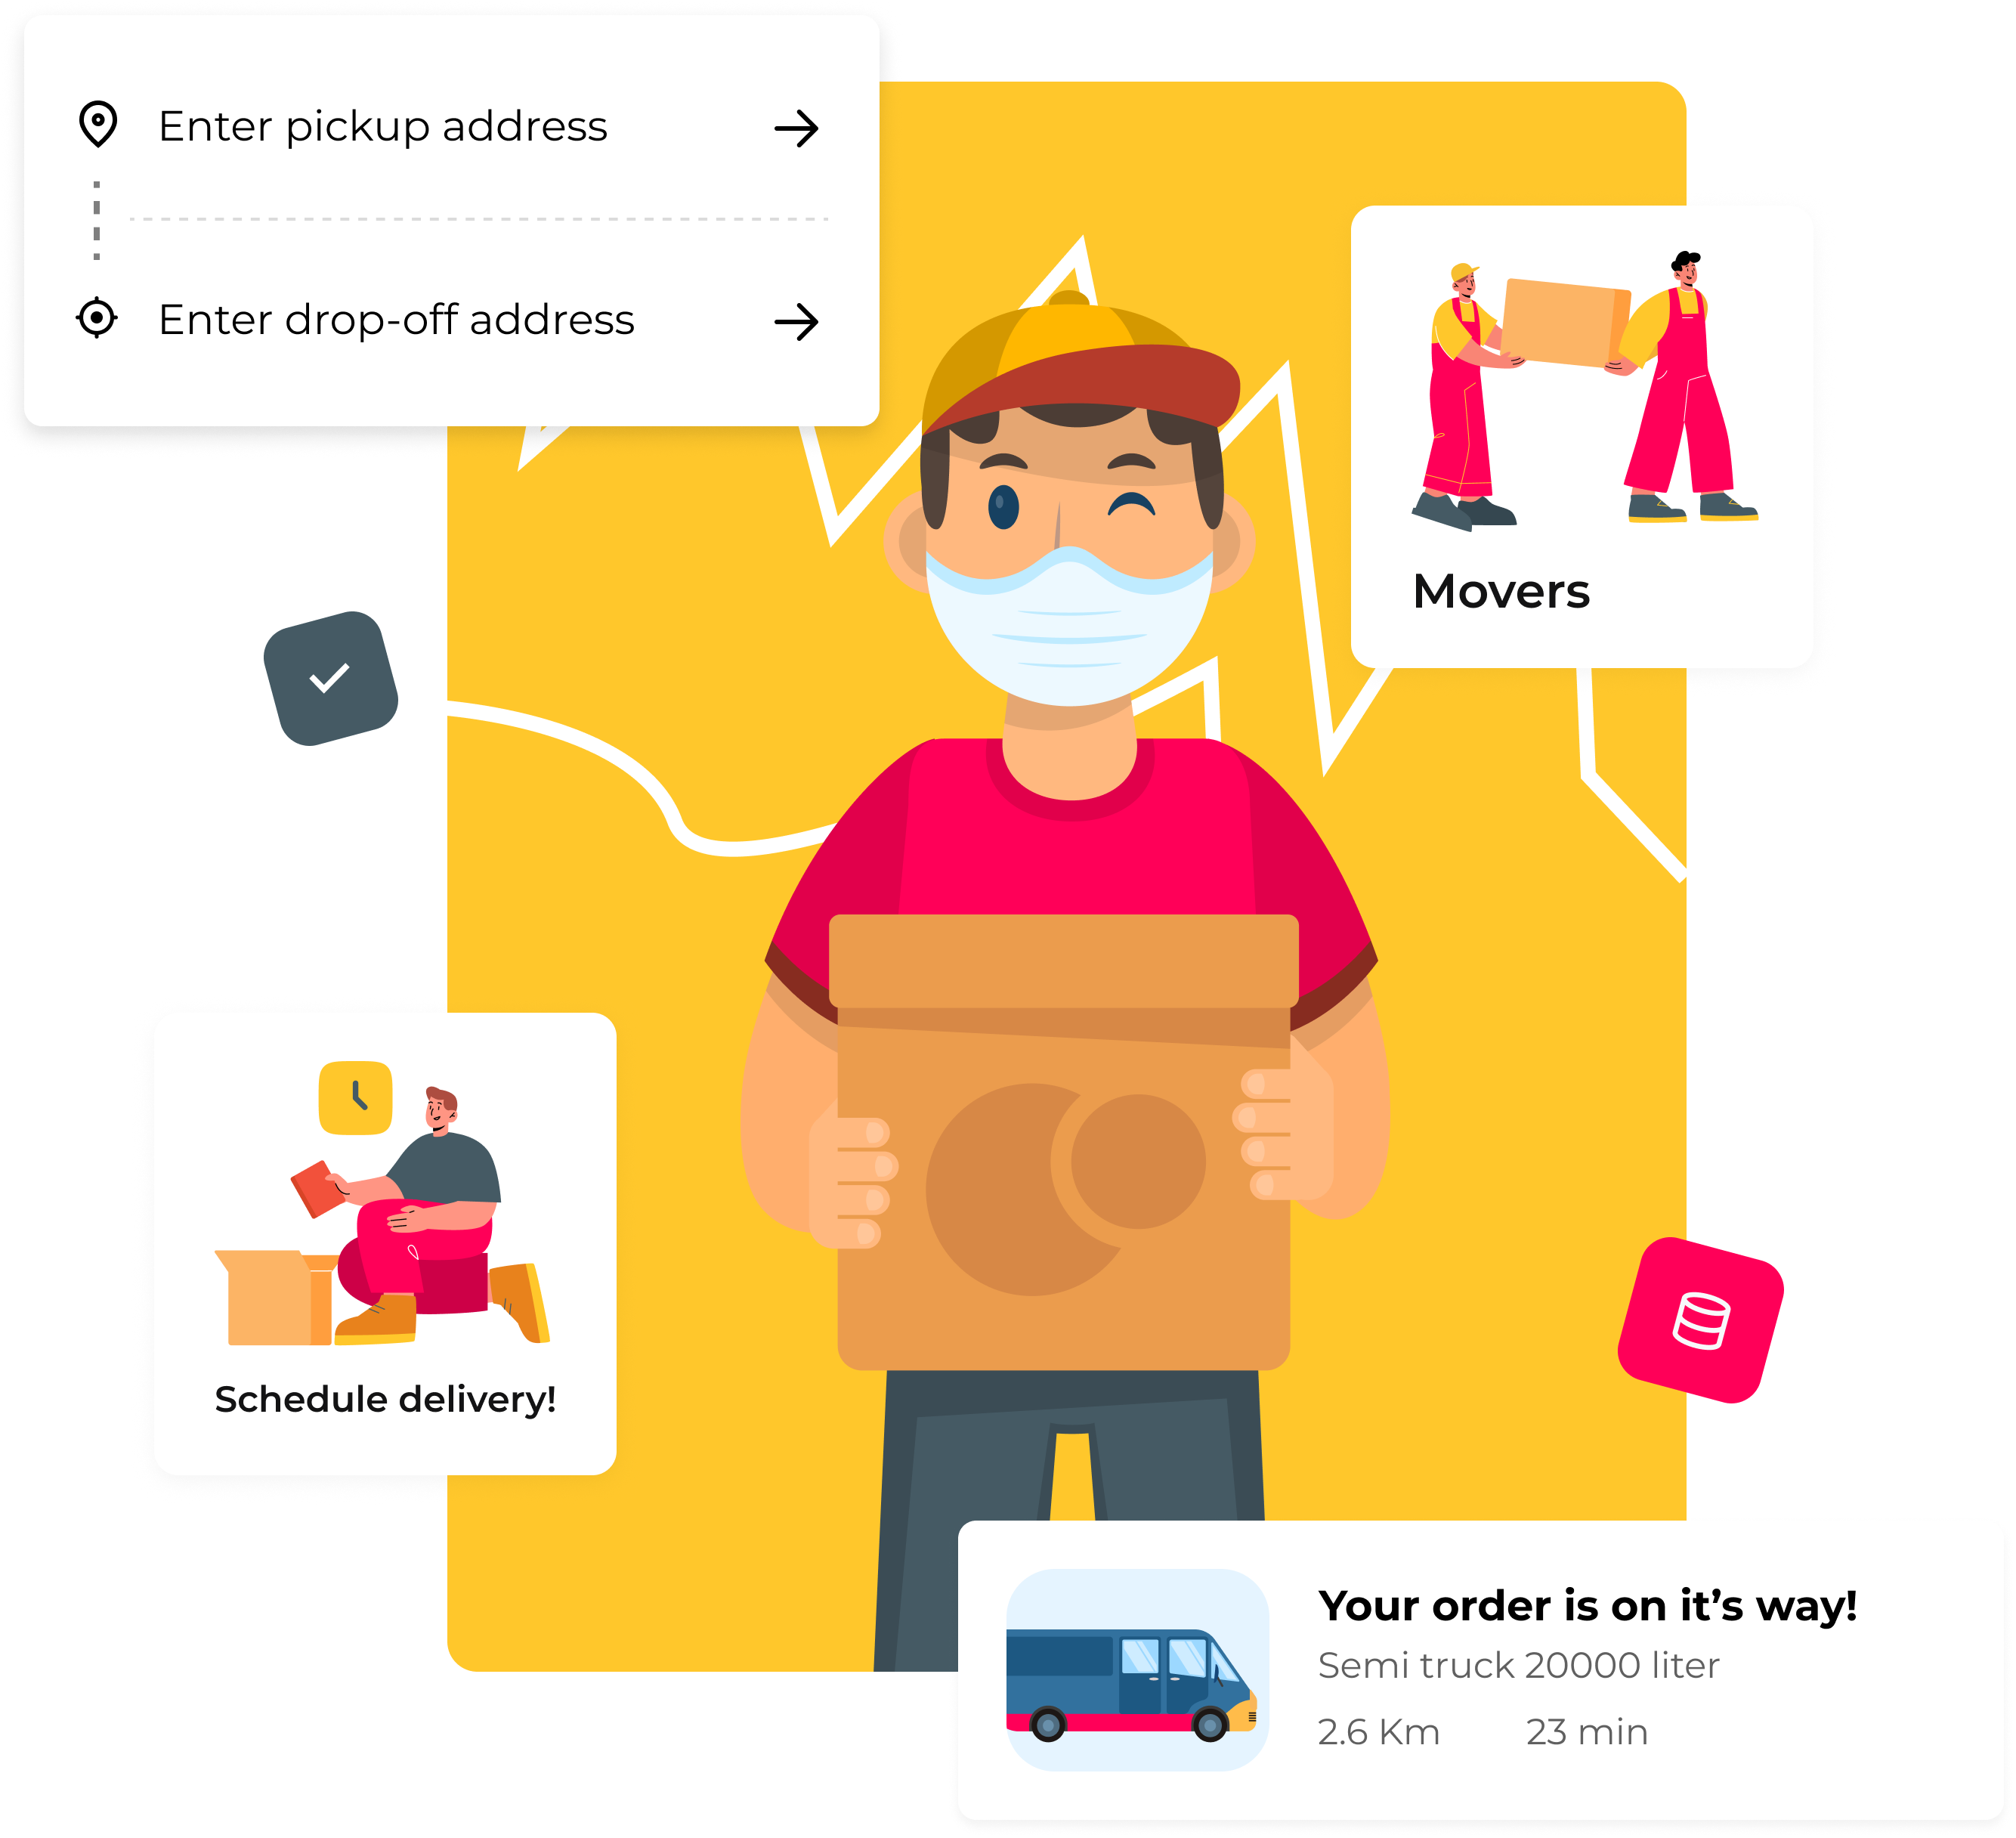 Enter pickup address
Enter drop-off address
Movers
Schedule delivery!
Your order is on it’s way!
Semi truck 20000 liter
2.6 Km 23 min